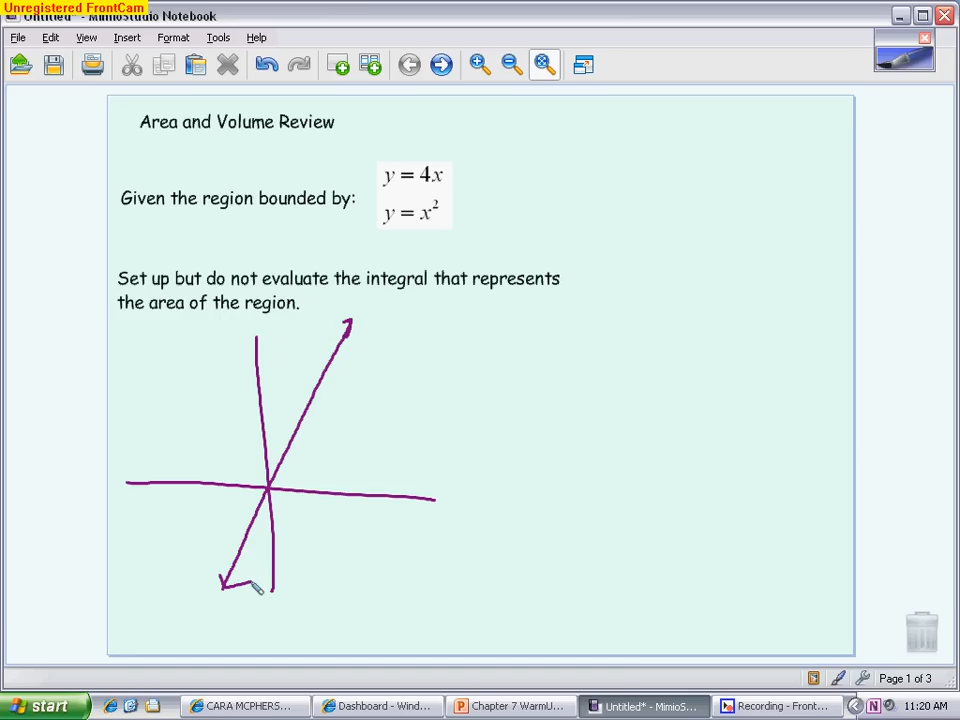 Unregistered FrontCam
Untitled* - MimioStudio Notebook
File Edit View Insert Format Tools Help
Area and Volume Review
Given the region bounded by:
y = 4x
y = x²
Set up but do not evaluate the integral that represents
the area of the region.
Page 1 of 3
start
CARA MCPHERS...
Dashboard - Wind...
Chapter 7 WarmU...
Untitled* - MimioS...
Recording - Front...
11:20 AM